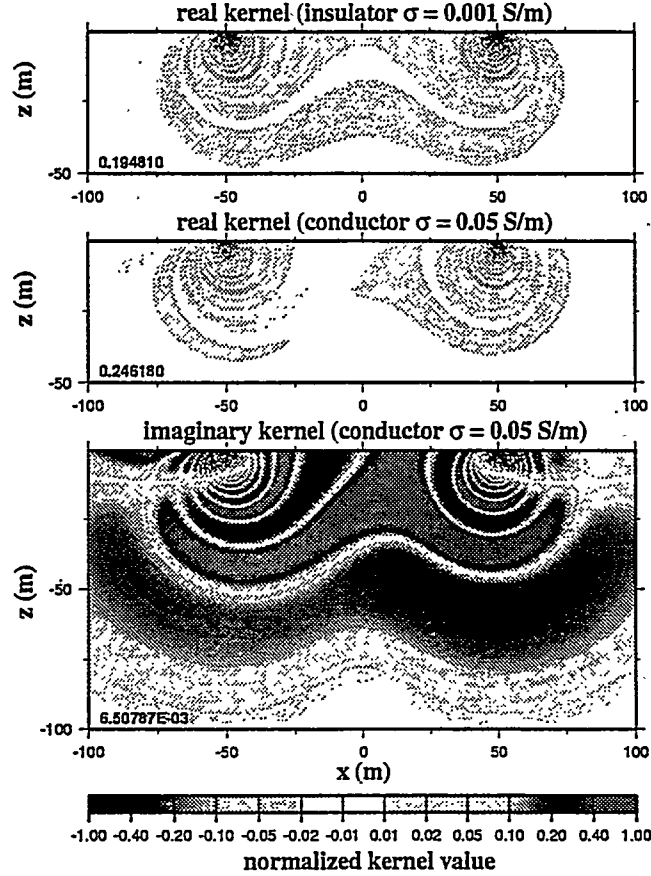 real kernel (insulator σ = 0.001 S/m)
z (m)
0.194810
-50
-100 -50 0 50 100
real kernel (conductor σ = 0.05 S/m)
z (m)
0.246180
-50
-100 -50 0 50 100
imaginary kernel (conductor σ = 0.05 S/m)
z (m)
-50
6.50787E-03
-100
-100 -50 0 50 100
x (m)
-1.00 -0.40 -0.20 -0.10 -0.05 -0.02 -0.01 0.01 0.02 0.05 0.10 0.20 0.40 1.00
normalized kernel value